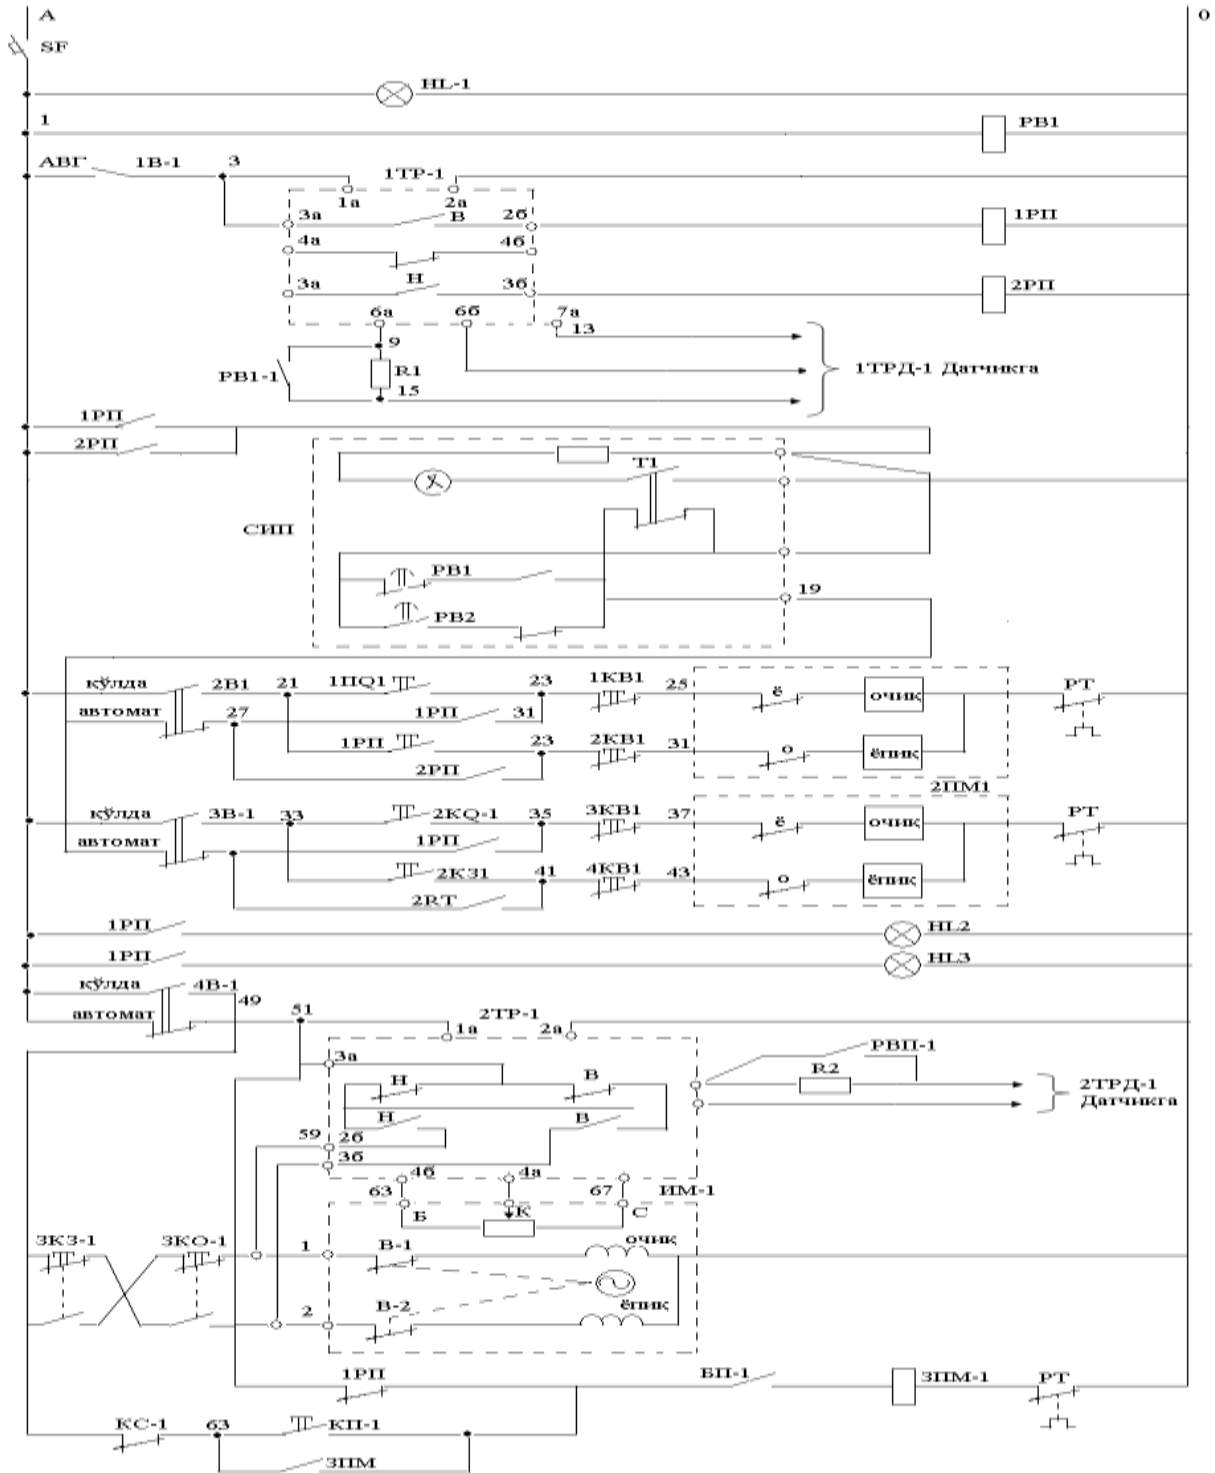 A 0
SF
HL-1
1 PB1
АВГ 1В-1 3 1ТР-1
1а 2а
3а В 2б 1РП
4а 4б
3а Н 3б 2РП
6а 6б 7а
13
9
РВ1-1 R1 1ТРД-1 Датчикга
15
1РП
2РП
Т1
СИП
РВ1
19
РВ2
қўлда 2В1 21 1ПQ1 23 1КВ1 25 ё очиқ РТ
автомат 27 1РП 31
1РП 23 2КВ1 31 о ёпиқ
2РП
2ПМ1
қўлда 3В-1 33 2KQ-1 35 3КВ1 37 ё очиқ РТ
автомат 1РП
2К31 41 4КВ1 43 о ёпиқ
2RT
1РП HL2
1РП HL3
қўлда 4В-1 49
автомат 51 2ТР-1
1а 2а
3а РВП-1
Н В R2 2ТРД-1
Датчикга
Н В
59 2б
3б
4б 4а
63 67 ИМ-1
Б К С
3КЗ-1 3КО-1 1 В-1 очиқ
2 В-2 ёпиқ
1РП ВП-1 3ПМ-1 РТ
КС-1 63 КП-1
3ПМ